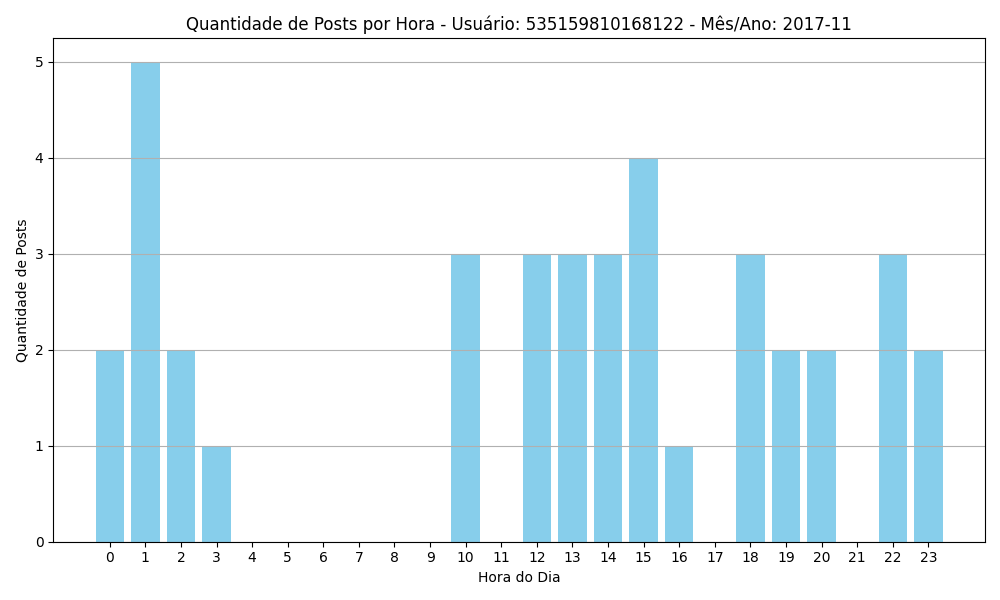 Quantidade de Posts por Hora - Usuário: 535159810168122 - Mês/Ano: 2017-11
Quantidade de Posts
5
4
3
2
1
0
0 1 2 3 4 5 6 7 8 9 10 11 12 13 14 15 16 17 18 19 20 21 22 23
Hora do Dia